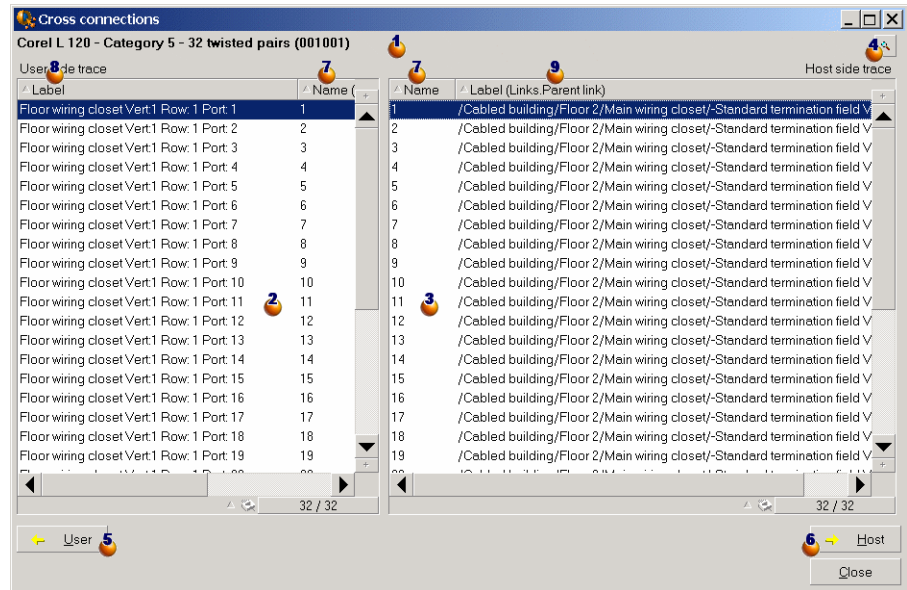 Cross connections
Corel L 120 - Category 5 - 32 twisted pairs (001001)
1
4
User side trace
8
7
7
9
Host side trace
Label Name (
Name Label (Links.Parent link)
Floor wiring closet Vert:1 Row: 1 Port: 1 1
1 /Cabled building/Floor 2/Main wiring closet/-Standard termination field V
Floor wiring closet Vert:1 Row: 1 Port: 2 2
2 /Cabled building/Floor 2/Main wiring closet/-Standard termination field V
Floor wiring closet Vert:1 Row: 1 Port: 3 3
3 /Cabled building/Floor 2/Main wiring closet/-Standard termination field V
Floor wiring closet Vert:1 Row: 1 Port: 4 4
4 /Cabled building/Floor 2/Main wiring closet/-Standard termination field V
Floor wiring closet Vert:1 Row: 1 Port: 5 5
5 /Cabled building/Floor 2/Main wiring closet/-Standard termination field V
Floor wiring closet Vert:1 Row: 1 Port: 6 6
6 /Cabled building/Floor 2/Main wiring closet/-Standard termination field V
Floor wiring closet Vert:1 Row: 1 Port: 7 7
7 /Cabled building/Floor 2/Main wiring closet/-Standard termination field V
Floor wiring closet Vert:1 Row: 1 Port: 8 8
8 /Cabled building/Floor 2/Main wiring closet/-Standard termination field V
Floor wiring closet Vert:1 Row: 1 Port: 9 9
9 /Cabled building/Floor 2/Main wiring closet/-Standard termination field V
Floor wiring closet Vert:1 Row: 1 Port: 10 10
10 /Cabled building/Floor 2/Main wiring closet/-Standard termination field V
Floor wiring closet Vert:1 Row: 1 Port: 11 2 11
11 3 /Cabled building/Floor 2/Main wiring closet/-Standard termination field V
Floor wiring closet Vert:1 Row: 1 Port: 12 12
12 /Cabled building/Floor 2/Main wiring closet/-Standard termination field V
Floor wiring closet Vert:1 Row: 1 Port: 13 13
13 /Cabled building/Floor 2/Main wiring closet/-Standard termination field V
Floor wiring closet Vert:1 Row: 1 Port: 14 14
14 /Cabled building/Floor 2/Main wiring closet/-Standard termination field V
Floor wiring closet Vert:1 Row: 1 Port: 15 15
15 /Cabled building/Floor 2/Main wiring closet/-Standard termination field V
Floor wiring closet Vert:1 Row: 1 Port: 16 16
16 /Cabled building/Floor 2/Main wiring closet/-Standard termination field V
Floor wiring closet Vert:1 Row: 1 Port: 17 17
17 /Cabled building/Floor 2/Main wiring closet/-Standard termination field V
Floor wiring closet Vert:1 Row: 1 Port: 18 18
18 /Cabled building/Floor 2/Main wiring closet/-Standard termination field V
Floor wiring closet Vert:1 Row: 1 Port: 19 19
19 /Cabled building/Floor 2/Main wiring closet/-Standard termination field V
32 / 32
32 / 32
User 5
6 Host
Close